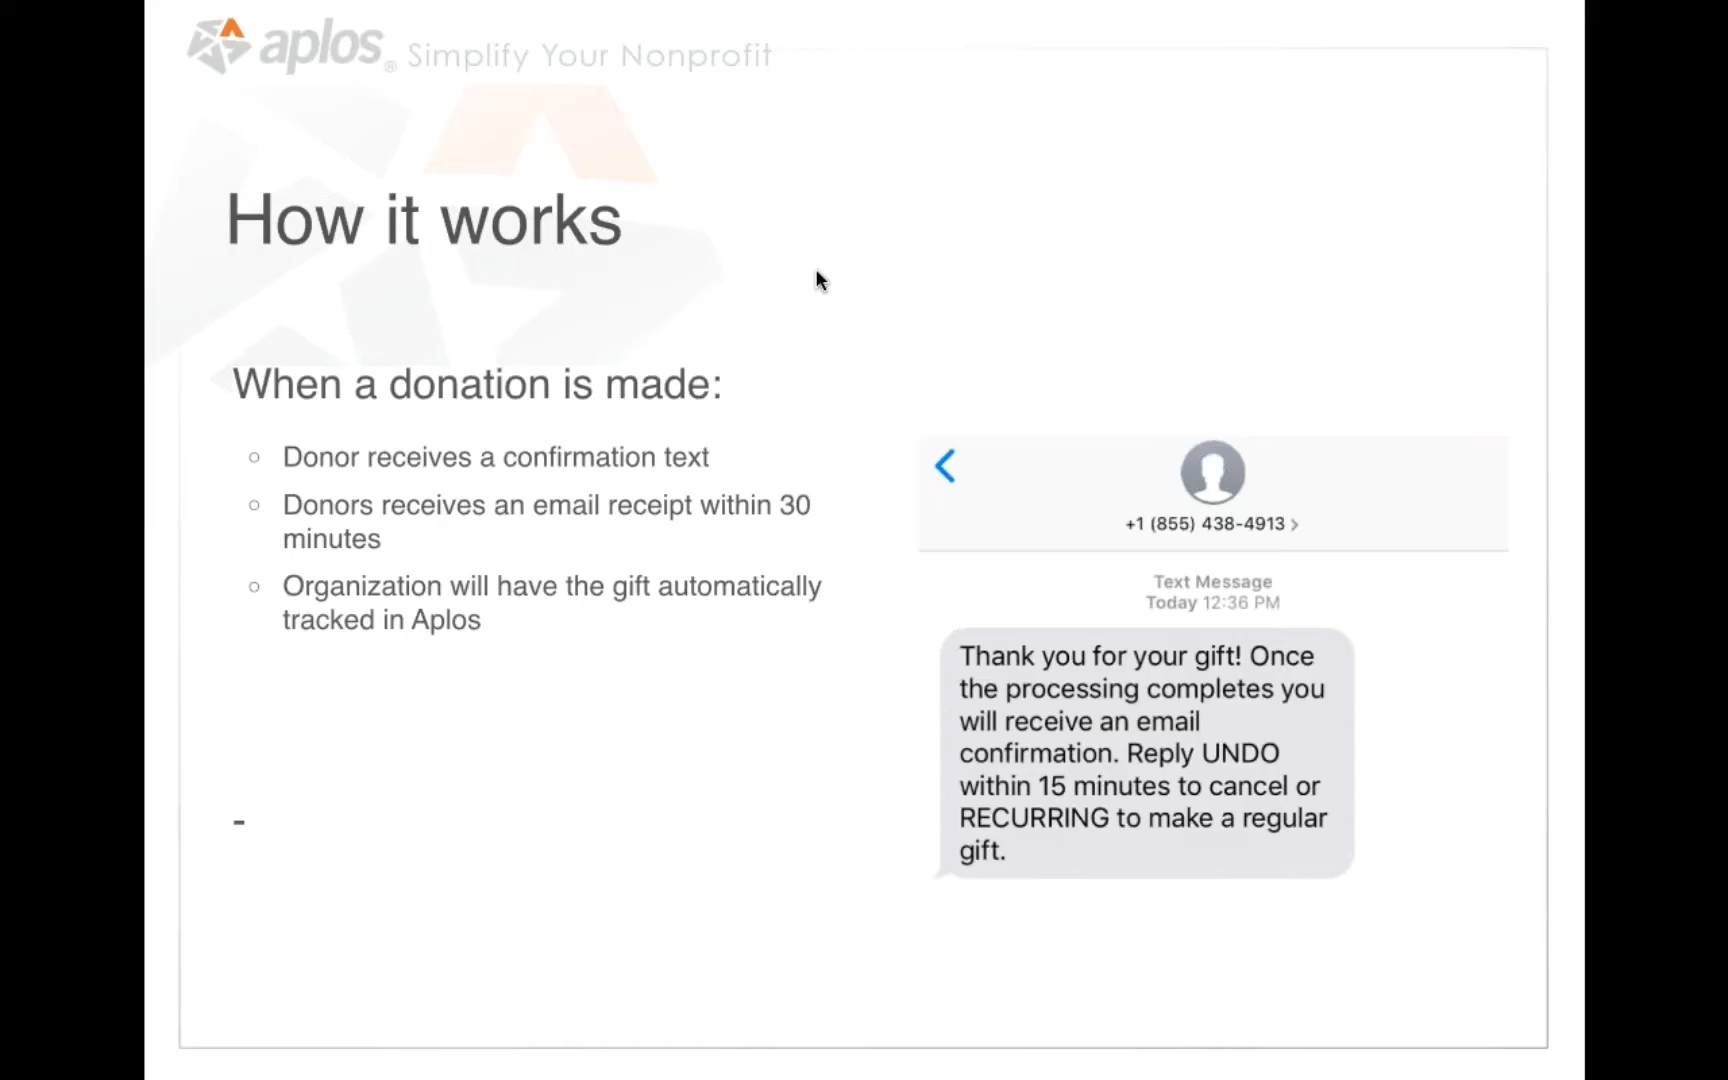 aplos® Simplify Your Nonprofit
How it works
When a donation is made:
○ Donor receives a confirmation text
○ Donors receives an email receipt within 30
minutes
○ Organization will have the gift automatically
tracked in Aplos
-
+1 (855) 438-4913 >
Text Message
Today 12:36 PM
Thank you for your gift! Once
the processing completes you
will receive an email
confirmation. Reply UNDO
within 15 minutes to cancel or
RECURRING to make a regular
gift.